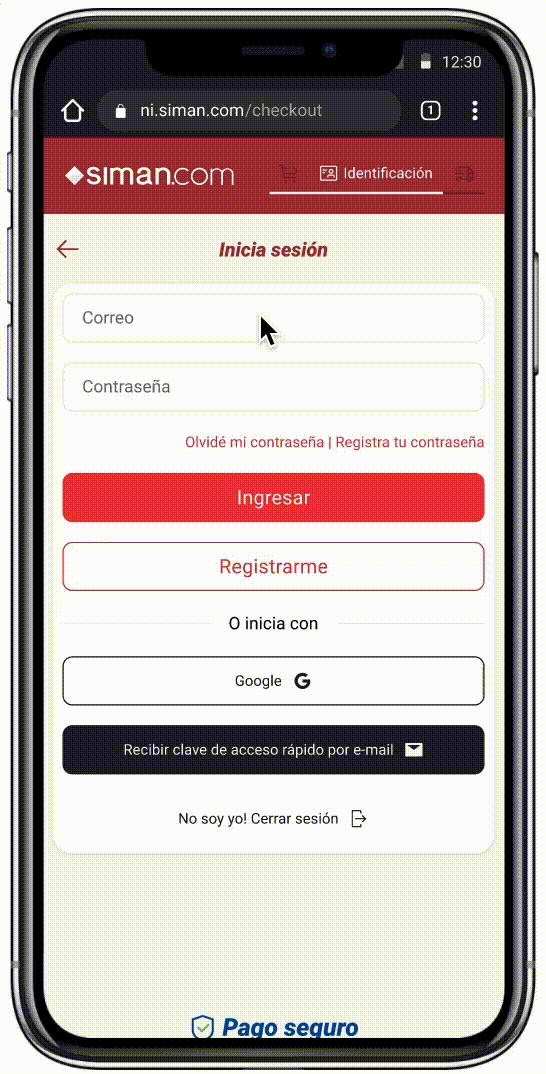 12:30
ni.siman.com/checkout
1
siman.com
Identificación
Inicia sesión
Correo
Contraseña
Olvidé mi contraseña | Registra tu contraseña
Ingresar
Registrarme
O inicia con
Google G
Recibir clave de acceso rápido por e-mail
No soy yo! Cerrar sesión
Pago seguro